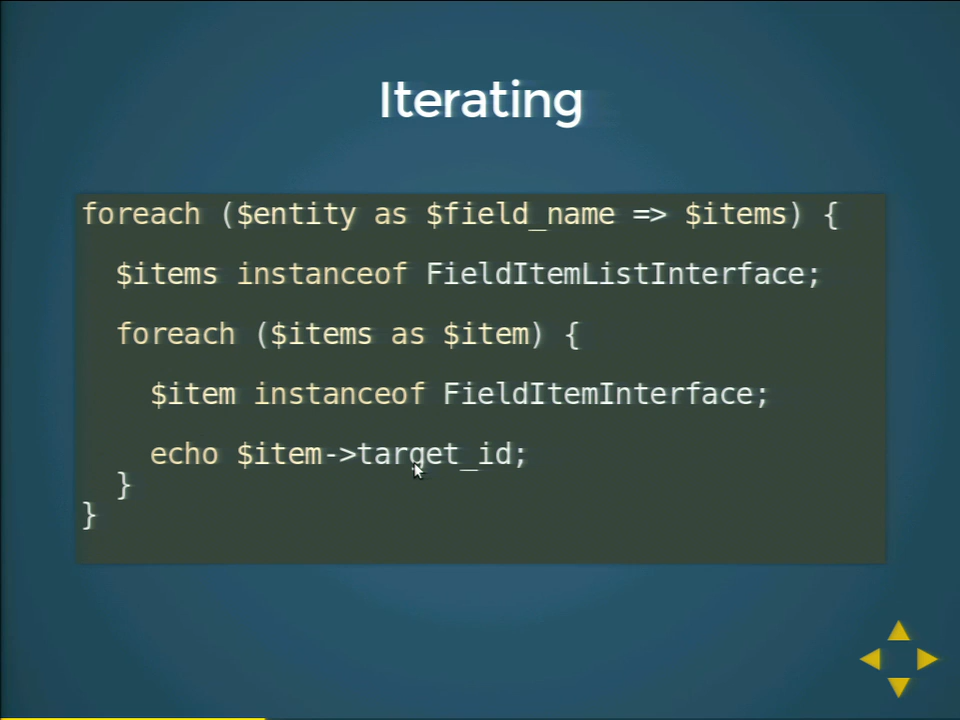 Iterating
foreach ($entity as $field_name => $items) {
$items instanceof FieldItemListInterface;
foreach ($items as $item) {
$item instanceof FieldItemInterface;
echo $item->target_id;
}
}